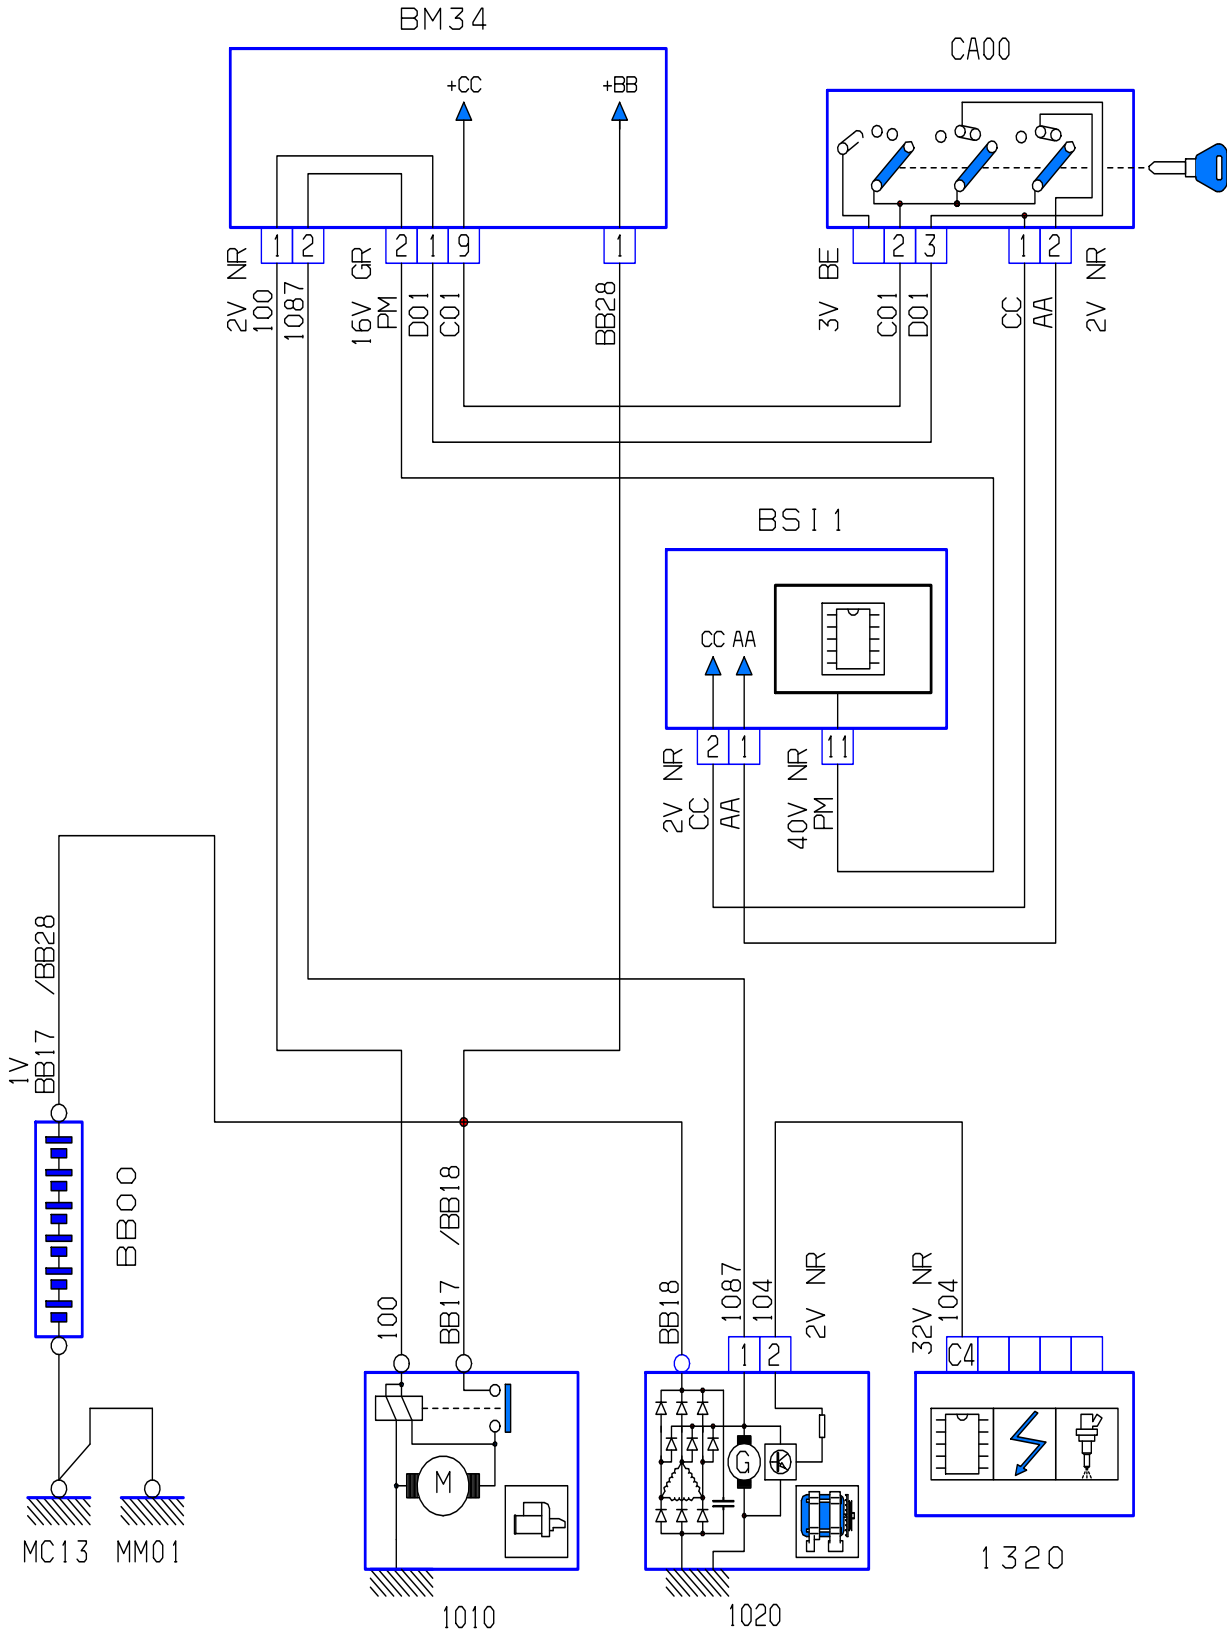 BM34
CA00
+CC
+BB
1
2
2
1
9
1
2
3
1
2
2V NR
100
1087
16V GR
PM
D01
C01
BB28
3V BE
C01
D01
CC
AA
2V NR
BSI1
CC AA
2
1
11
2V NR
CC
AA
40V NR
PM
1V
BB17 /BB28
BB00
100
BB17 /BB18
BB18
1087
104
2V NR
32V NR
104
1
2
C4
M
G
MC13
MM01
1010
1020
1320